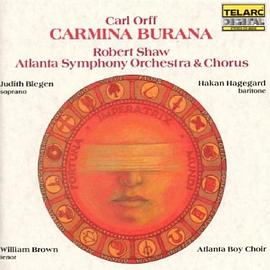 TELARC
DIGITAL
Carl Orff
CARMINA BURANA
Robert Shaw
Atlanta Symphony Orchestra & Chorus
Judith Blegen
soprano
Hakan Hagegard
baritone
FORTUNA IMPERATRIX MUNDI
William Brown
tenor
Atlanta Boy Choir